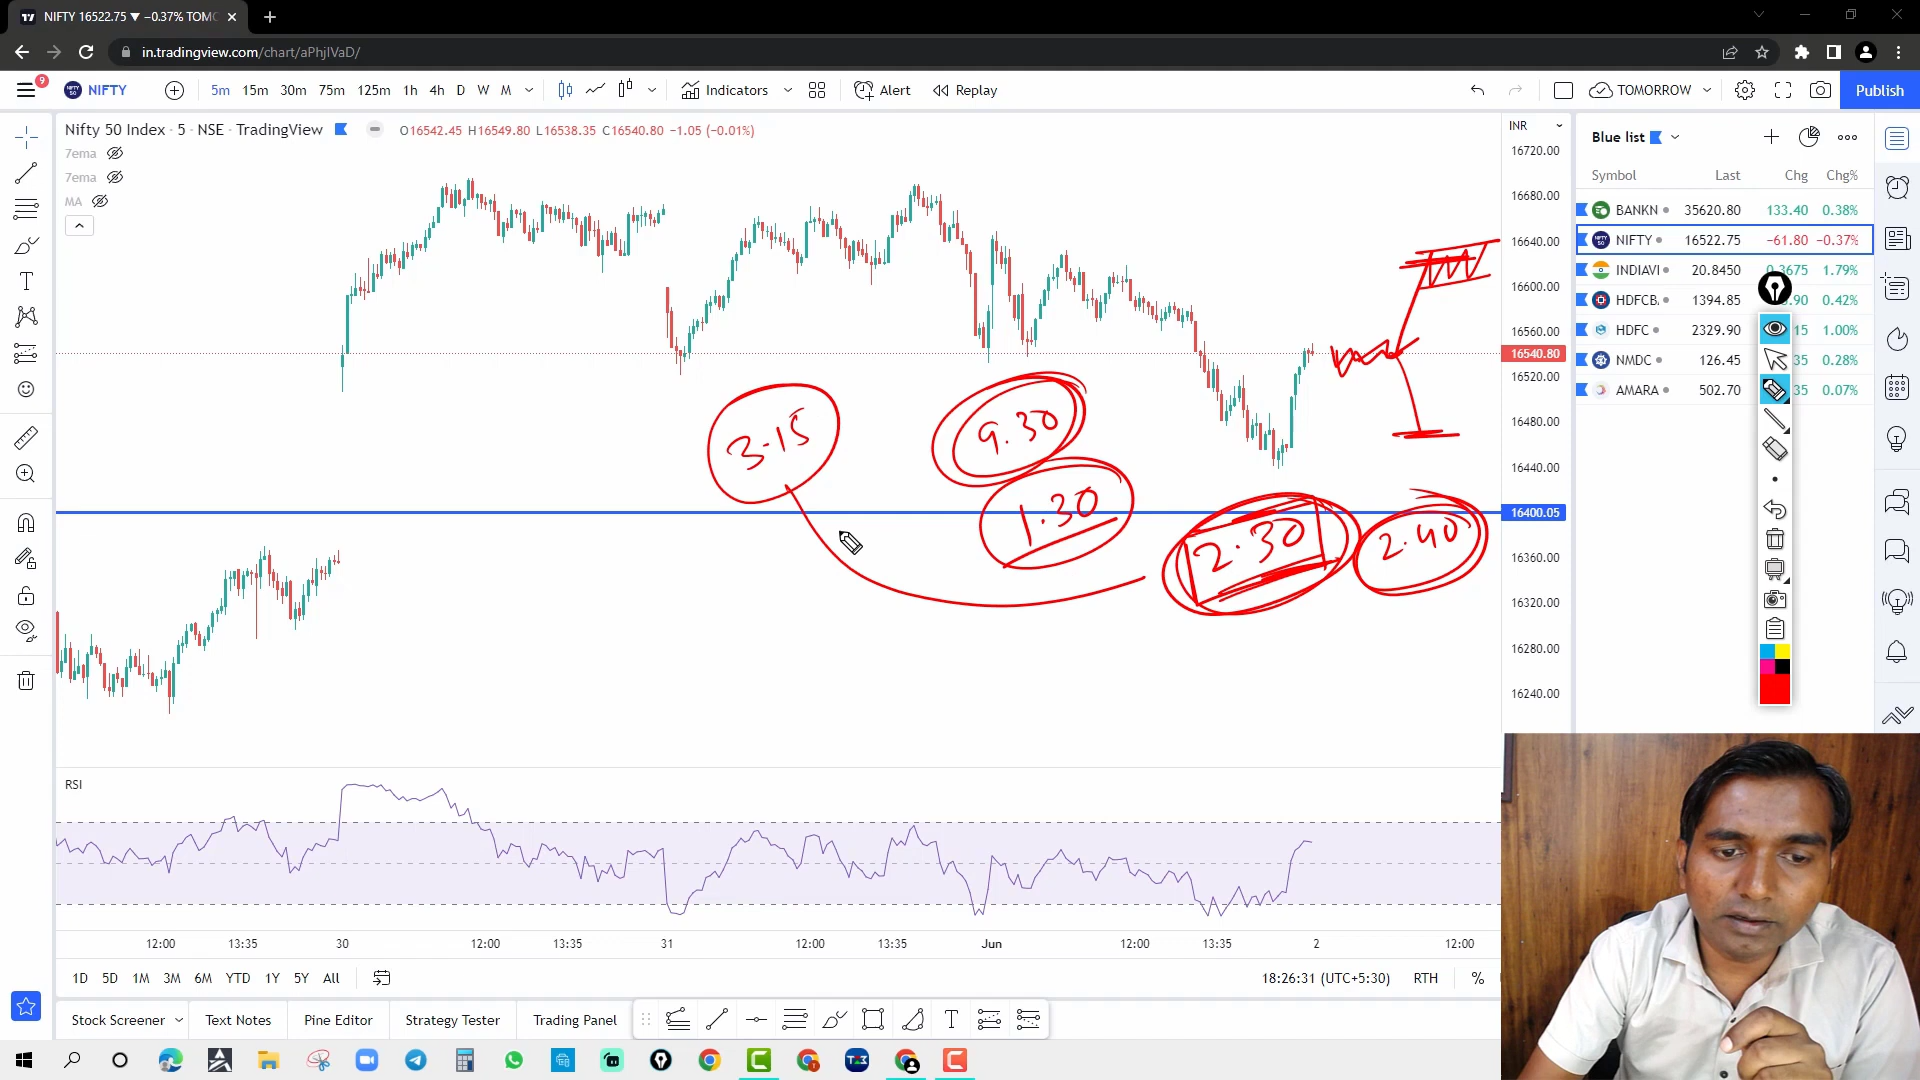 NIFTY 16522.75 ▼ −0.37% TOMO
in.tradingview.com/chart/aPhjlVaD/
9
NIFTY 5m 15m 30m 75m 125m 1h 4h D W M Indicators Alert Replay TOMORROW Publish
Nifty 50 Index · 5 · NSE · TradingView O16542.45 H16549.80 L16538.35 C16540.80 −1.05 (−0.01%)
7ema
7ema
MA
INR
16720.00
16680.00
16640.00
16600.00
16560.00
16540.80
16520.00
16480.00
16440.00
16400.05
16360.00
16320.00
16280.00
16240.00
3.15
9.30
1.30
2.30
2.40
Blue list
Symbol Last Chg Chg%
BANKN 35620.80 133.40 0.38%
NIFTY 16522.75 −61.80 −0.37%
INDIAVI 20.8450 0.3675 1.79%
HDFCB. 1394.85 .90 0.42%
HDFC 2329.90 15 1.00%
NMDC 126.45 35 0.28%
AMARA 502.70 35 0.07%
RSI
12:00 13:35 30 12:00 13:35 31 12:00 13:35 Jun 12:00 13:35 2 12:00
1D 5D 1M 3M 6M YTD 1Y 5Y All 18:26:31 (UTC+5:30) RTH %
Stock Screener Text Notes Pine Editor Strategy Tester Trading Panel